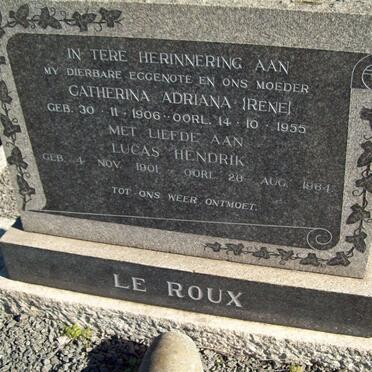 IN TERE HERINNERING AAN
MY DIERBARE EGGENOTE EN ONS MOEDER
CATHERINA ADRIANA (RENE)
GEB. 30 · 11 · 1906 · OORL. 14 · 10 · 1955
MET LIEFDE AAN
LUCAS HENDRIK
GEB. 4 NOV. 1901. OORL. 28 AUG. 1984.
TOT ONS WEER ONTMOET.
LE ROUX